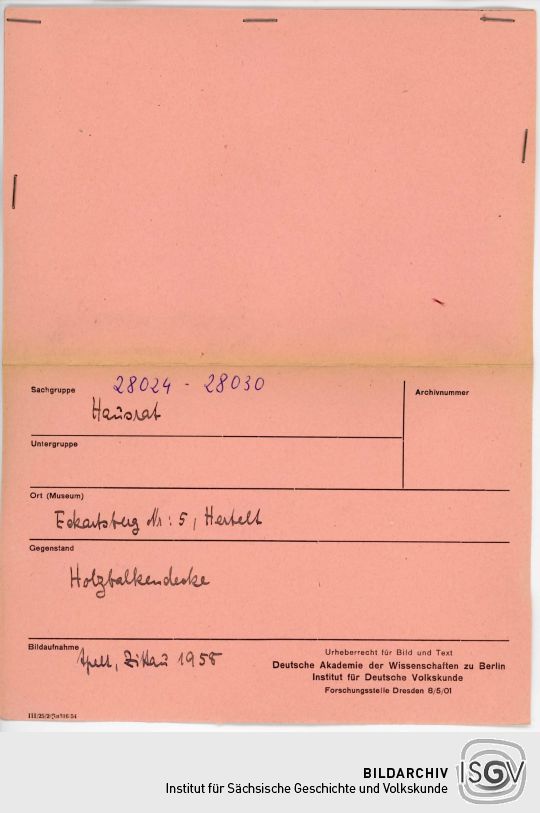 Sachgruppe 28024 - 28030
Archivnummer
Hausrat
Untergruppe
Ort (Museum)
Eckartsberg Nr: 5, Hertelt
Gegenstand
Holzbalkendecke
Bildaufnahme Apelt, Zittau 1958
Urheberrecht für Bild und Text
Deutsche Akademie der Wissenschaften zu Berlin
Institut für Deutsche Volkskunde
Forschungsstelle Dresden 8/5/01
BILDARCHIV
Institut für Sächsische Geschichte und Volkskunde
ISGV